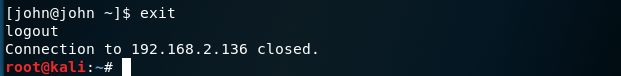 [john@john ~]$ exit
logout
Connection to 192.168.2.136 closed.
root@kali:~#